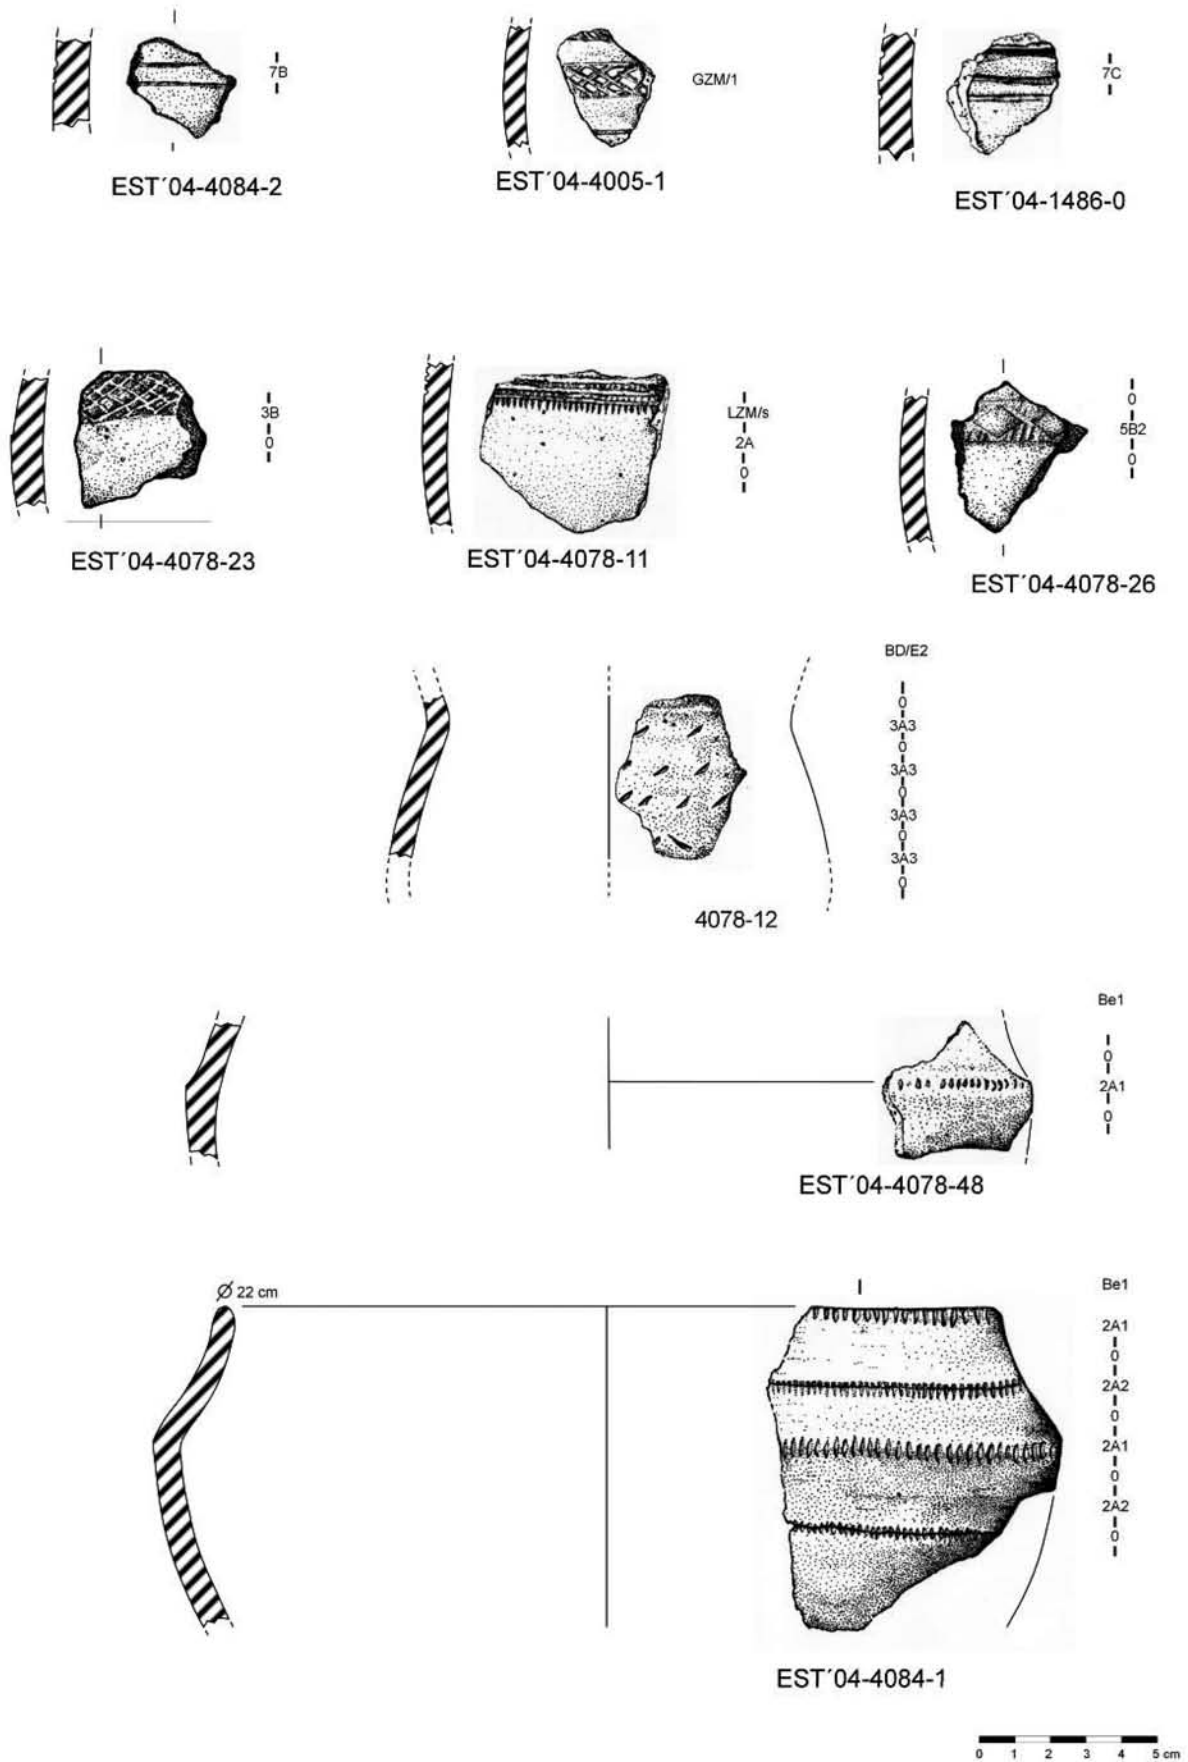 7B
EST´04-4084-2
GZM/1
EST´04-4005-1
7C
EST´04-1486-0
3B
0
EST´04-4078-23
LZM/s
2A
0
EST´04-4078-11
0
5B2
0
EST´04-4078-26
BD/E2
0
3A3
0
3A3
0
3A3
0
3A3
0
4078-12
Be1
0
2A1
0
EST´04-4078-48
Ø 22 cm
Be1
2A1
0
2A2
0
2A1
0
2A2
0
EST´04-4084-1
0 1 2 3 4 5 cm